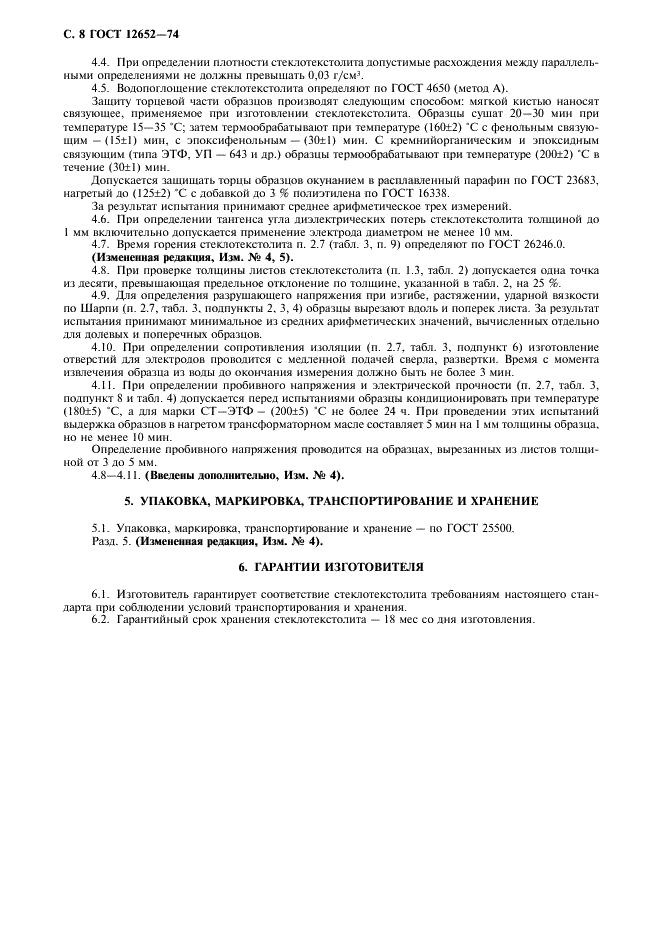 С. 8 ГОСТ 12652—74
4.4. При определении плотности стеклотекстолита допустимые расхождения между параллель-
ными определениями не должны превышать 0,03 г/см³.
4.5. Водопоглощение стеклотекстолита определяют по ГОСТ 4650 (метод А).
Защиту торцевой части образцов производят следующим способом: мягкой кистью наносят
связующее, применяемое при изготовлении стеклотекстолита. Образцы сушат 20—30 мин при
температуре 15—35 °С; затем термообрабатывают при температуре (160±2) °С с фенольным связую-
щим — (15±1) мин, с эпоксифенольным — (30±1) мин. С кремнийорганическим и эпоксидным
связующим (типа ЭТФ, УП — 643 и др.) образцы термообрабатывают при температуре (200±2) °С в
течение (30±1) мин.
Допускается защищать торцы образцов окунанием в расплавленный парафин по ГОСТ 23683,
нагретый до (125±2) °С с добавкой до 3 % полиэтилена по ГОСТ 16338.
За результат испытания принимают среднее арифметическое трех измерений.
4.6. При определении тангенса угла диэлектрических потерь стеклотекстолита толщиной до
1 мм включительно допускается применение электрода диаметром не менее 10 мм.
4.7. Время горения стеклотекстолита п. 2.7 (табл. 3, п. 9) определяют по ГОСТ 26246.0.
(Измененная редакция, Изм. № 4, 5).
4.8. При проверке толщины листов стеклотекстолита (п. 1.3, табл. 2) допускается одна точка
из десяти, превышающая предельное отклонение по толщине, указанной в табл. 2, на 25 %.
4.9. Для определения разрушающего напряжения при изгибе, растяжении, ударной вязкости
по Шарпи (п. 2.7, табл. 3, подпункты 2, 3, 4) образцы вырезают вдоль и поперек листа. За результат
испытания принимают минимальное из средних арифметических значений, вычисленных отдельно
для долевых и поперечных образцов.
4.10. При определении сопротивления изоляции (п. 2.7, табл. 3, подпункт 6) изготовление
отверстий для электродов проводится с медленной подачей сверла, развертки. Время с момента
извлечения образца из воды до окончания измерения должно быть не более 3 мин.
4.11. При определении пробивного напряжения и электрической прочности (п. 2.7, табл. 3,
подпункт 8 и табл. 4) допускается перед испытаниями образцы кондиционировать при температуре
(180±5) °С, а для марки СТ—ЭТФ — (200±5) °С не более 24 ч. При проведении этих испытаний
выдержка образцов в нагретом трансформаторном масле составляет 5 мин на 1 мм толщины образца,
но не менее 10 мин.
Определение пробивного напряжения проводится на образцах, вырезанных из листов толщи-
ной от 3 до 5 мм.
4.8—4.11. (Введены дополнительно, Изм. № 4).
5. УПАКОВКА, МАРКИРОВКА, ТРАНСПОРТИРОВАНИЕ И ХРАНЕНИЕ
5.1. Упаковка, маркировка, транспортирование и хранение — по ГОСТ 25500.
Разд. 5. (Измененная редакция, Изм. № 4).
6. ГАРАНТИИ ИЗГОТОВИТЕЛЯ
6.1. Изготовитель гарантирует соответствие стеклотекстолита требованиям настоящего стан-
дарта при соблюдении условий транспортирования и хранения.
6.2. Гарантийный срок хранения стеклотекстолита — 18 мес со дня изготовления.